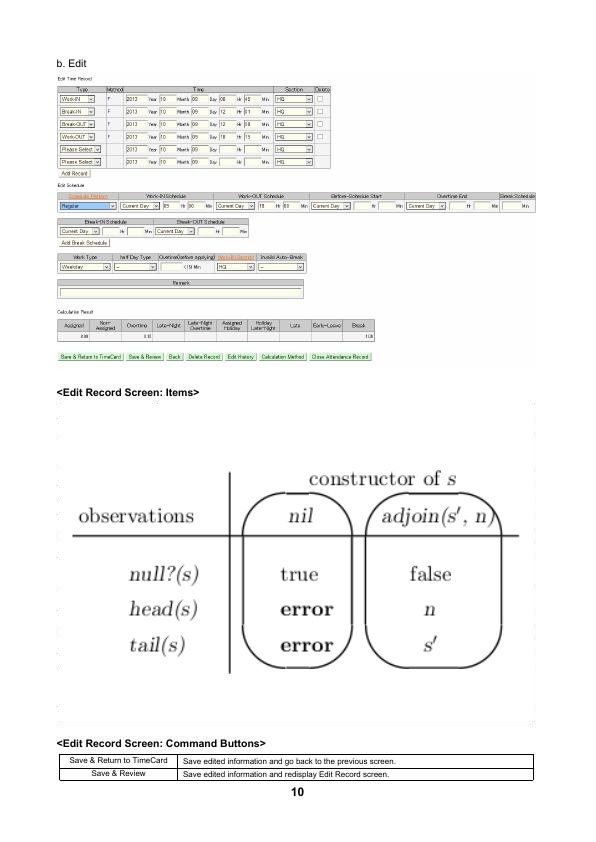 b. Edit
Edit Time Record
Type Method Time Section Delete
Work-IN F 2013 Year 10 Month 09 Day 08 Hr 45 Min HQ
Break-IN F 2013 Year 10 Month 09 Day 12 Hr 01 Min HQ
Break-OUT F 2013 Year 10 Month 09 Day 12 Hr 58 Min HQ
Work-OUT F 2013 Year 10 Month 09 Day 18 Hr 15 Min HQ
Please Select 2013 Year 10 Month 09 Day Hr Min HQ
Please Select 2013 Year 10 Month 09 Day Hr Min HQ
Add Record
Edit Schedule
Schedule Pattern Work-IN Schedule Work-OUT Schedule Before-Schedule Start Overtime End Break Schedule
Regular Current Day 09 Hr 00 Min Current Day 18 Hr 00 Min Current Day Hr Min Current Day Hr Min Min
Break-IN Schedule Break-OUT Schedule
Current Day Hr Min Current Day Hr Min
Add Break Schedule
Work Type half Day Type Overtime(before applying) Work-IN Section Invalid Auto-Break
Weekday -- Min HQ --
Remark
Calculation Result
Assigned Non-Assigned Overtime Late-Night Late-Night Overtime Assigned Holiday Holiday Late-Night Late Early-Leave Break
Save & Return to TimeCard Save & Review Back Delete Record Edit History Calculation Method Close Attendance Record
<Edit Record Screen: Items>
constructor of s
observations nil adjoin(s′, n)
null?(s) true false
head(s) error n
tail(s) error s′
<Edit Record Screen: Command Buttons>
Save & Return to TimeCard Save edited information and go back to the previous screen.
Save & Review Save edited information and redisplay Edit Record screen.
10